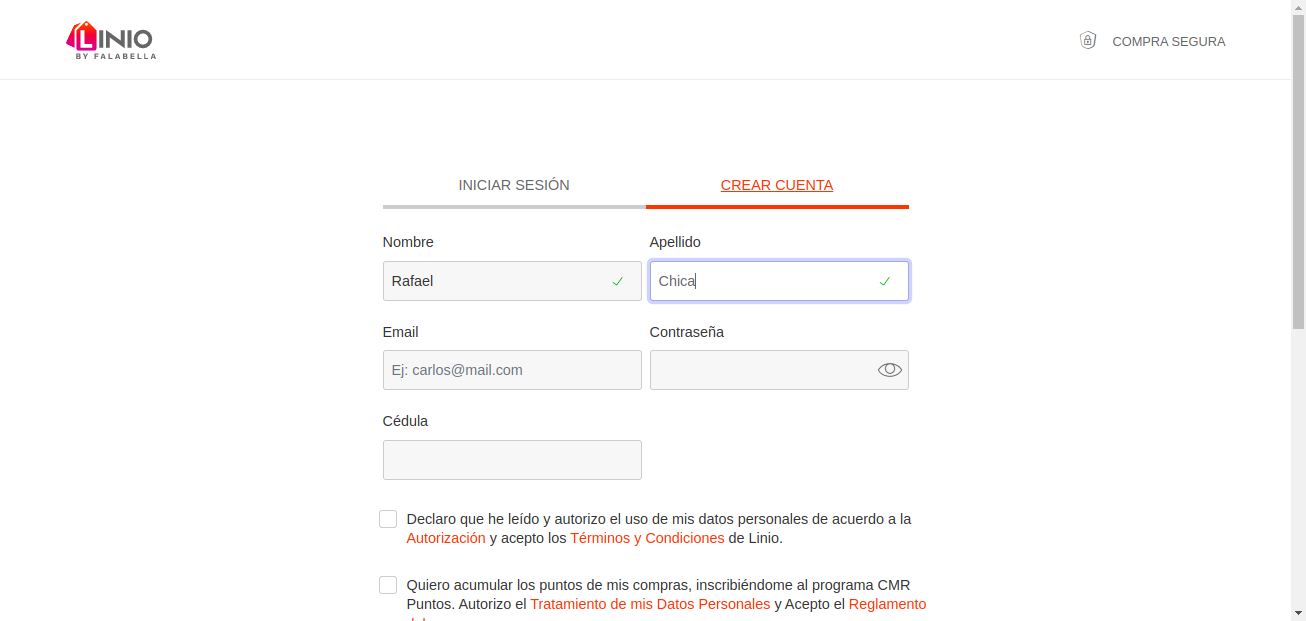 LINIO
BY FALABELLA
COMPRA SEGURA
INICIAR SESIÓN
CREAR CUENTA
Nombre
Apellido
Rafael
Chica
Email
Contraseña
Ej: carlos@mail.com
Cédula
Declaro que he leído y autorizo el uso de mis datos personales de acuerdo a la
Autorización y acepto los Términos y Condiciones de Linio.
Quiero acumular los puntos de mis compras, inscribiéndome al programa CMR
Puntos. Autorizo el Tratamiento de mis Datos Personales y Acepto el Reglamento